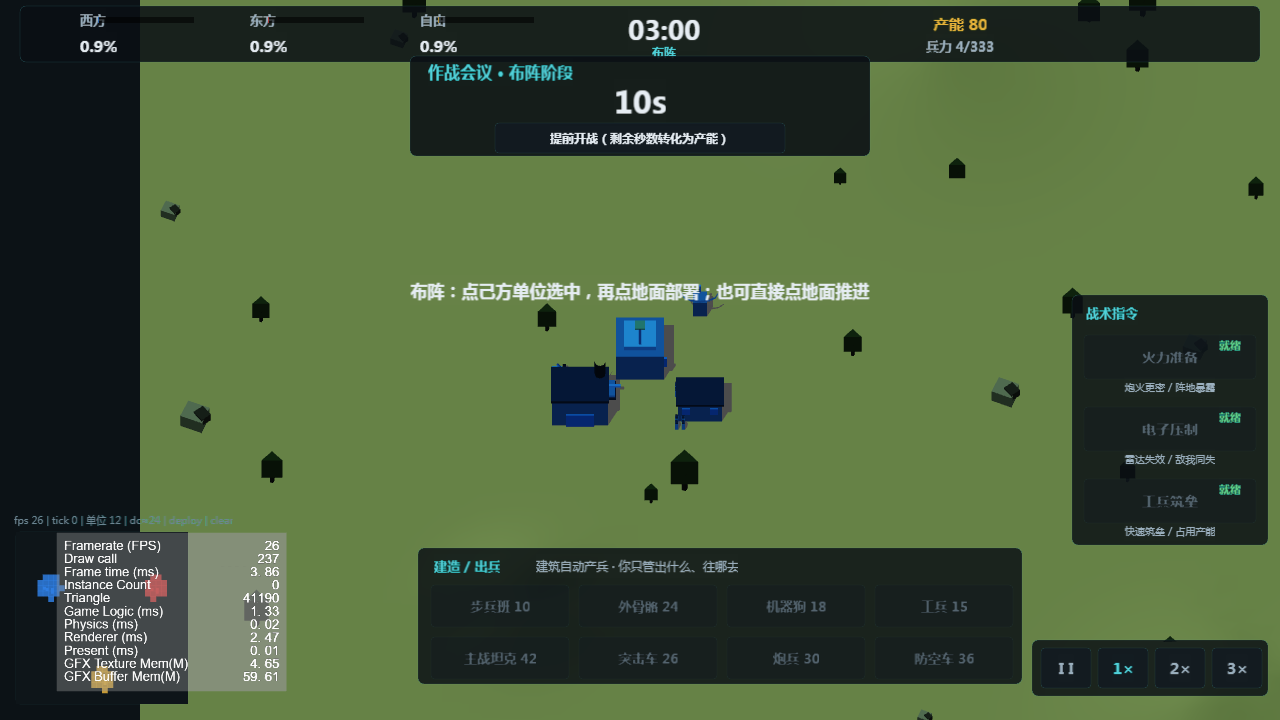 西方 东方 自由 03:00 产能 80
0.9% 0.9% 0.9% 布阵 兵力 4/333
作战会议 • 布阵阶段
10s
提前开战（剩余秒数转化为产能）
布阵：点己方单位选中，再点地面部署；也可直接点地面推进
战术指令
就绪
火力准备
炮火更密 / 阵地暴露
就绪
电子压制
雷达失效 / 敌我同失
就绪
工兵筑垒
快速筑垒 / 占用产能
fps 26 | tick 0 | 单位 12 | dc≈24 | display | clear
Framerate (FPS) 26
Draw call 237
Frame time (ms) 3. 86
Instance Count 0
Triangle 41190
Game Logic (ms) 1. 33
Physics (ms) 0. 02
Renderer (ms) 2. 47
Present (ms) 0. 01
GFX Texture Mem(M) 4. 65
GFX Buffer Mem(M) 59. 61
建造 / 出兵 建筑自动产兵 · 你只管出什么、往哪去
步兵班 10 外骨骼 24 机器狗 18 工兵 15
主战坦克 42 突击车 26 炮兵 30 防空车 36
II 1× 2× 3×